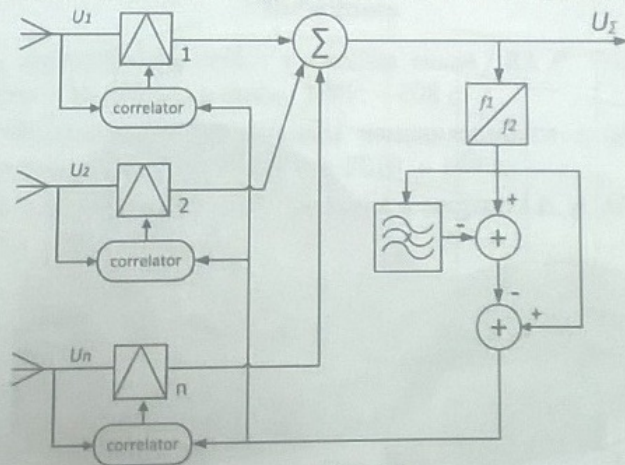 U1
1
correlator
Σ
UΣ
f1
f2
U2
2
correlator
+
-
+
-
+
+
Un
n
correlator